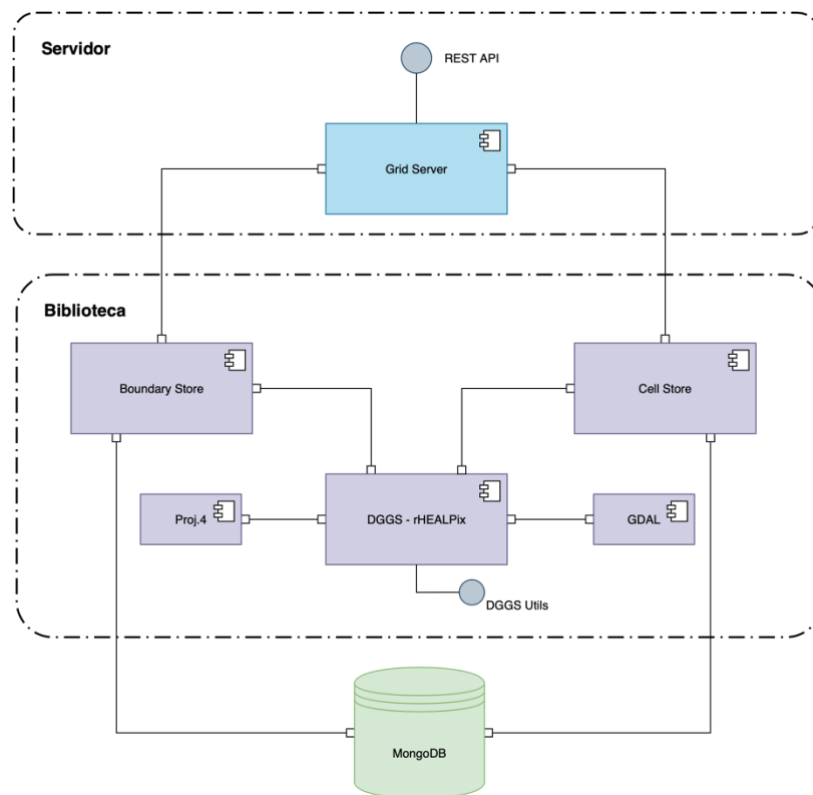 Servidor
REST API
Grid Server
Biblioteca
Boundary Store
Cell Store
Proj.4
DGGS - rHEALPix
GDAL
DGGS Utils
MongoDB